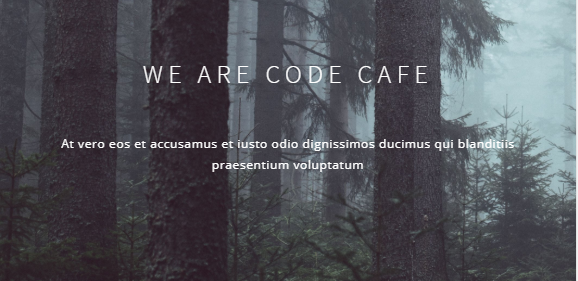 WE ARE CODE CAFE
At vero eos et accusamus et iusto odio dignissimos ducimus qui blanditiis
praesentium voluptatum